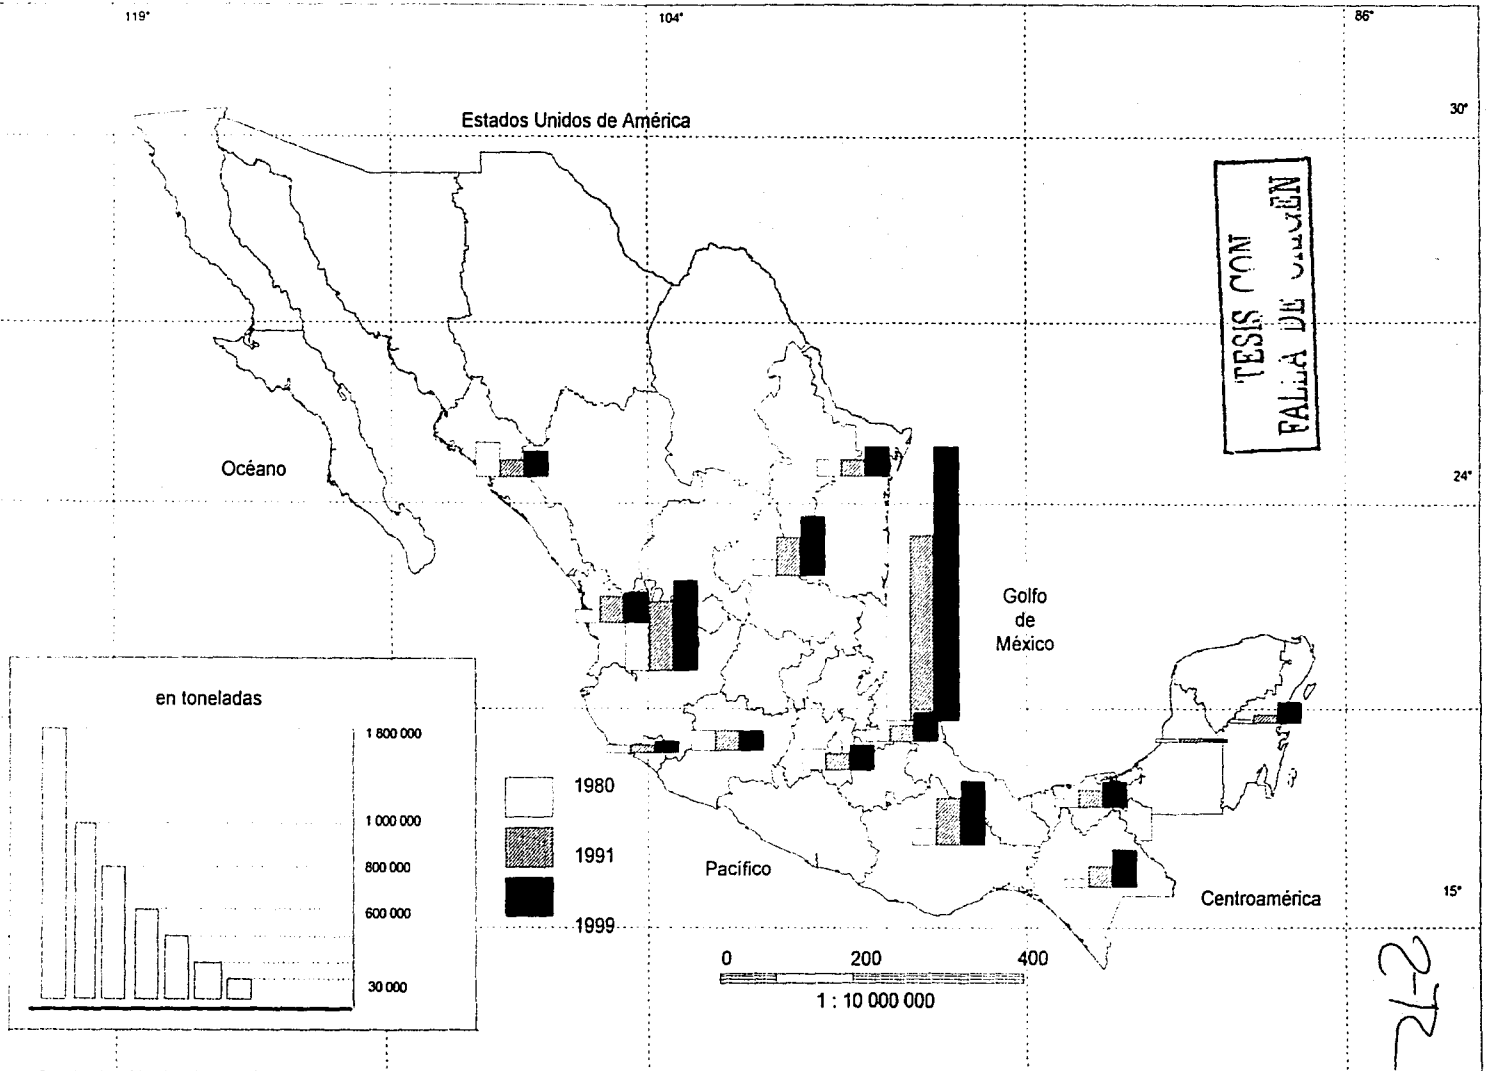 119°
104°
86°
Estados Unidos de América
30°
TESIS CON
FALLA DE
Océano
24°
Golfo
de
México
en toneladas
1 800 000
1 000 000
800 000
600 000
30 000
1980
1991
1999
Pacífico
Centroamérica
15°
0 200 400
1 : 10 000 000